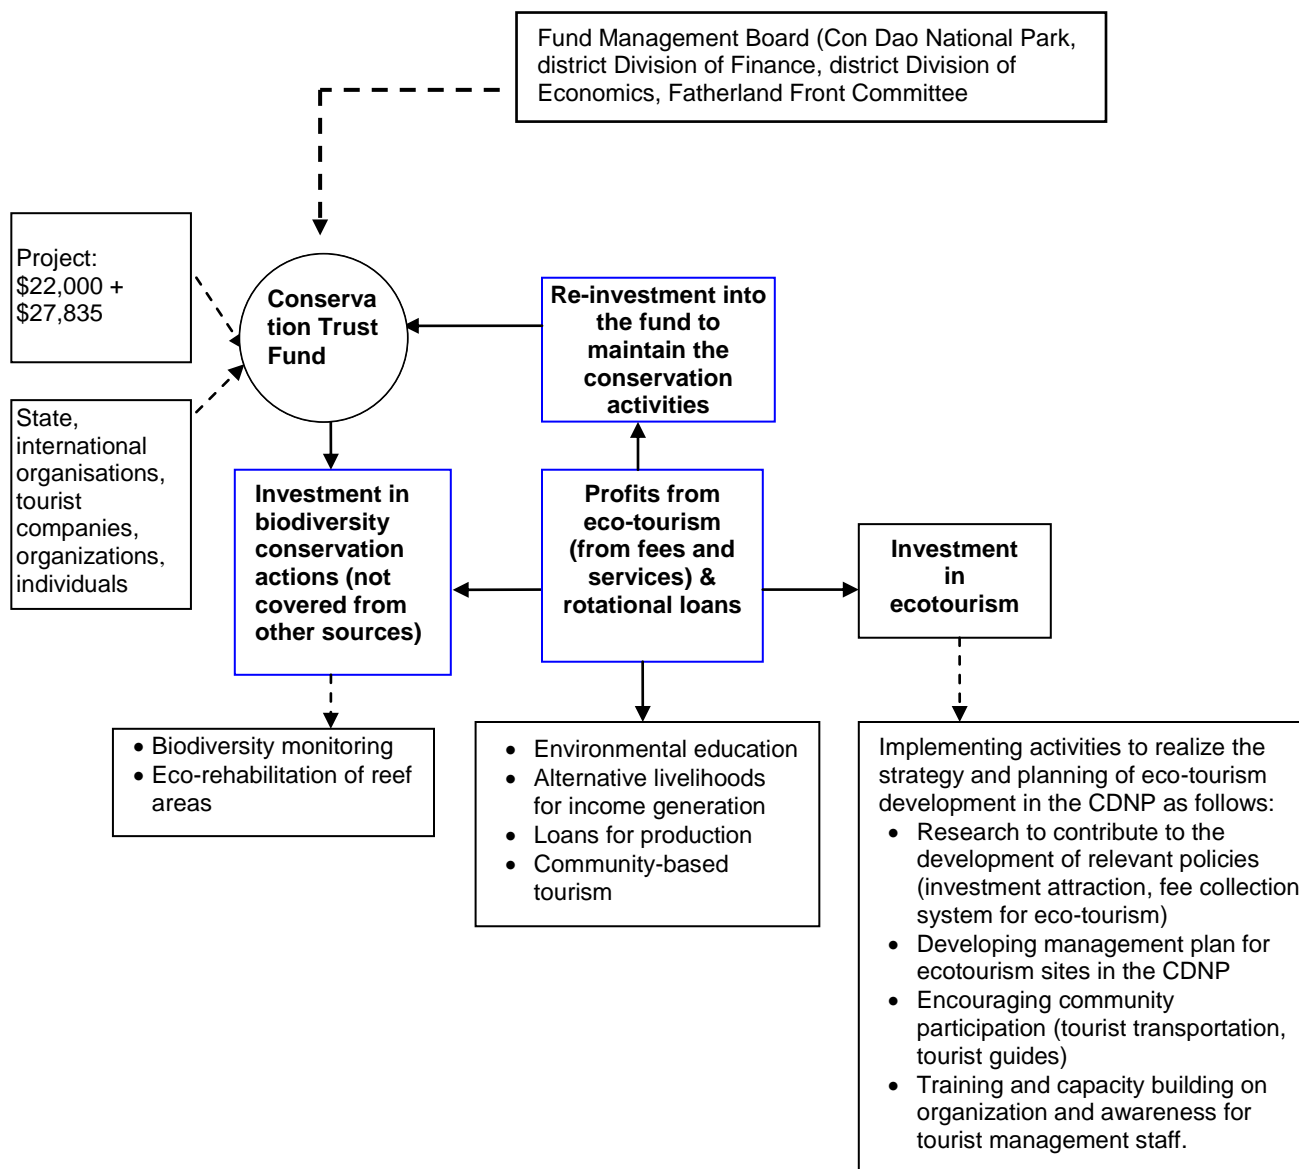 Fund Management Board (Con Dao National Park,
district Division of Finance, district Division of
Economics, Fatherland Front Committee
Project:
$22,000 +
$27,835
Conserva
tion Trust
Fund
Re-investment into
the fund to
maintain the
conservation
activities
State,
international
organisations,
tourist
companies,
organizations,
individuals
Investment in
biodiversity
conservation
actions (not
covered from
other sources)
Profits from
eco-tourism
(from fees and
services) &
rotational loans
Investment
in
ecotourism
• Biodiversity monitoring
• Eco-rehabilitation of reef
areas
• Environmental education
• Alternative livelihoods
for income generation
• Loans for production
• Community-based
tourism
Implementing activities to realize the
strategy and planning of eco-tourism
development in the CDNP as follows:
• Research to contribute to the
development of relevant policies
(investment attraction, fee collection
system for eco-tourism)
• Developing management plan for
ecotourism sites in the CDNP
• Encouraging community
participation (tourist transportation,
tourist guides)
• Training and capacity building on
organization and awareness for
tourist management staff.